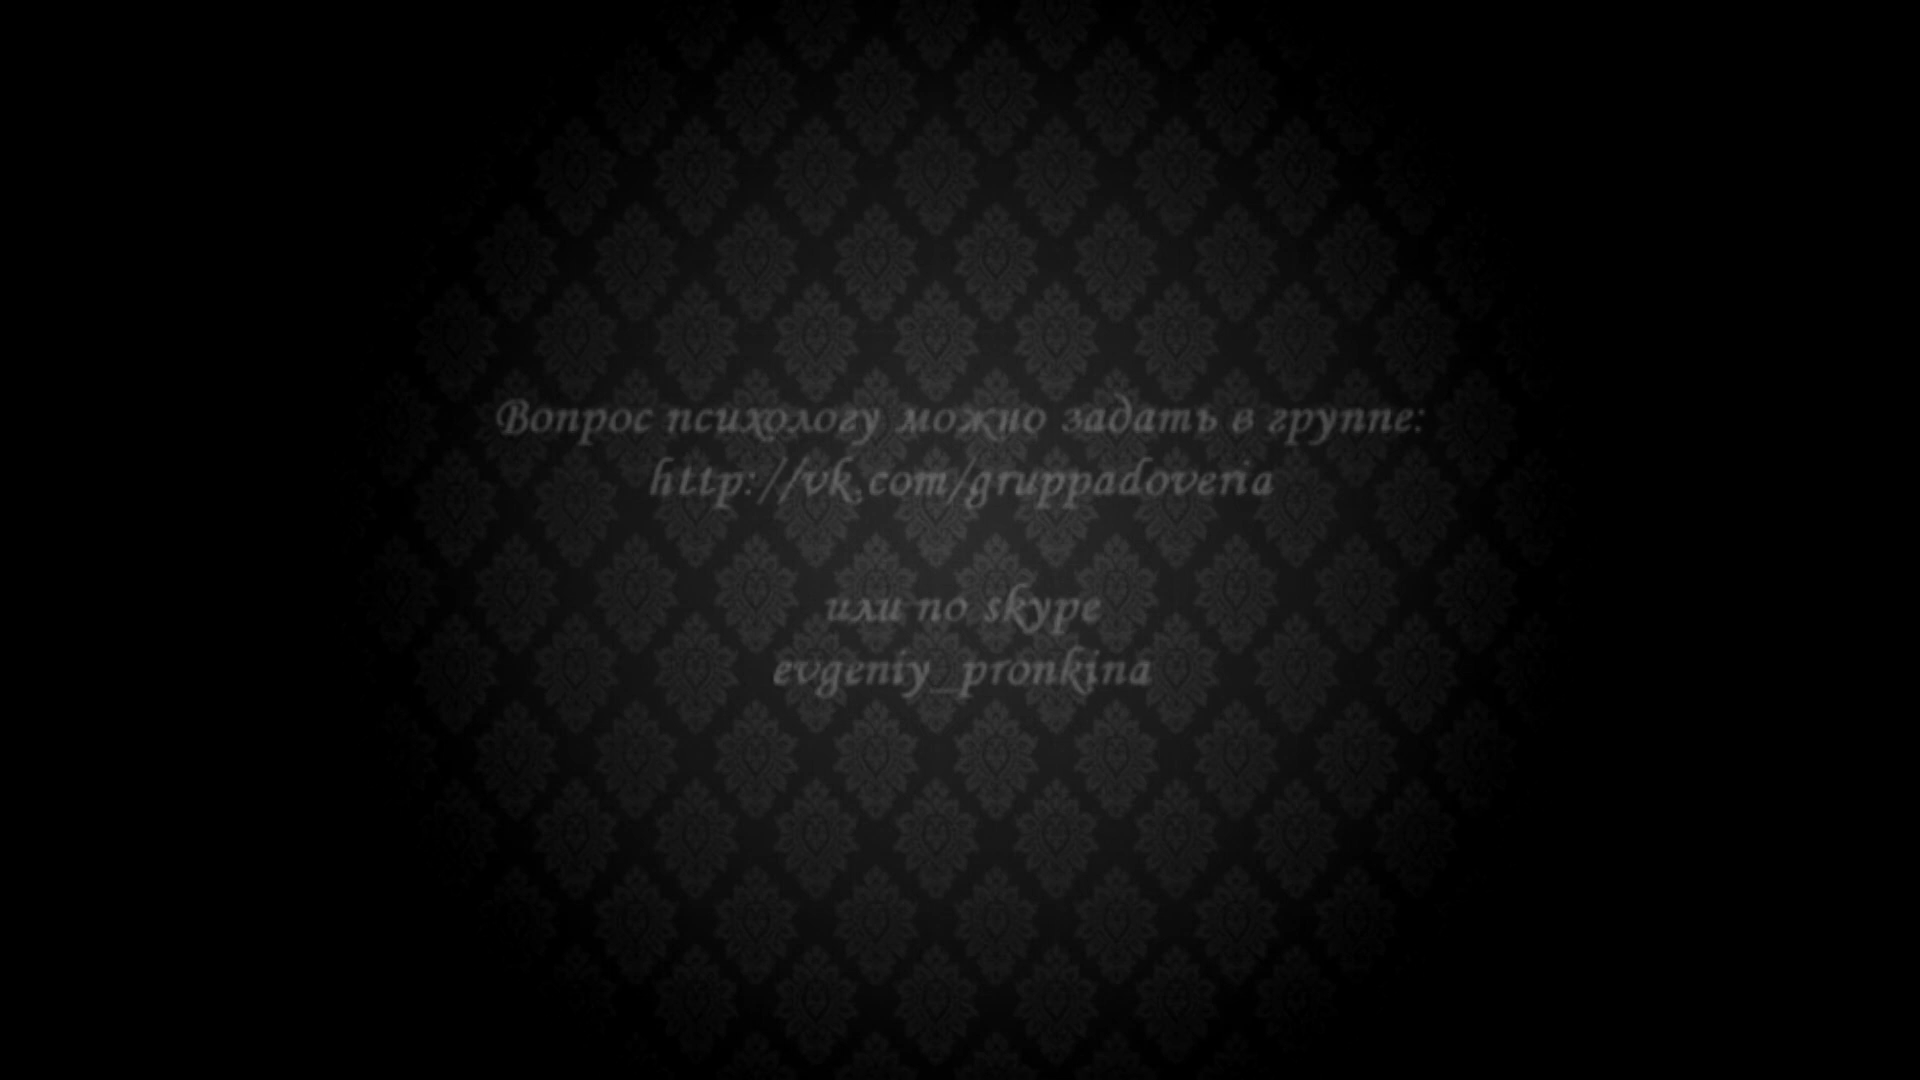 Вопрос психологу можно задать в группе:
http://vk.com/gruppadoveria
или по skype
evgeniy_pronkina